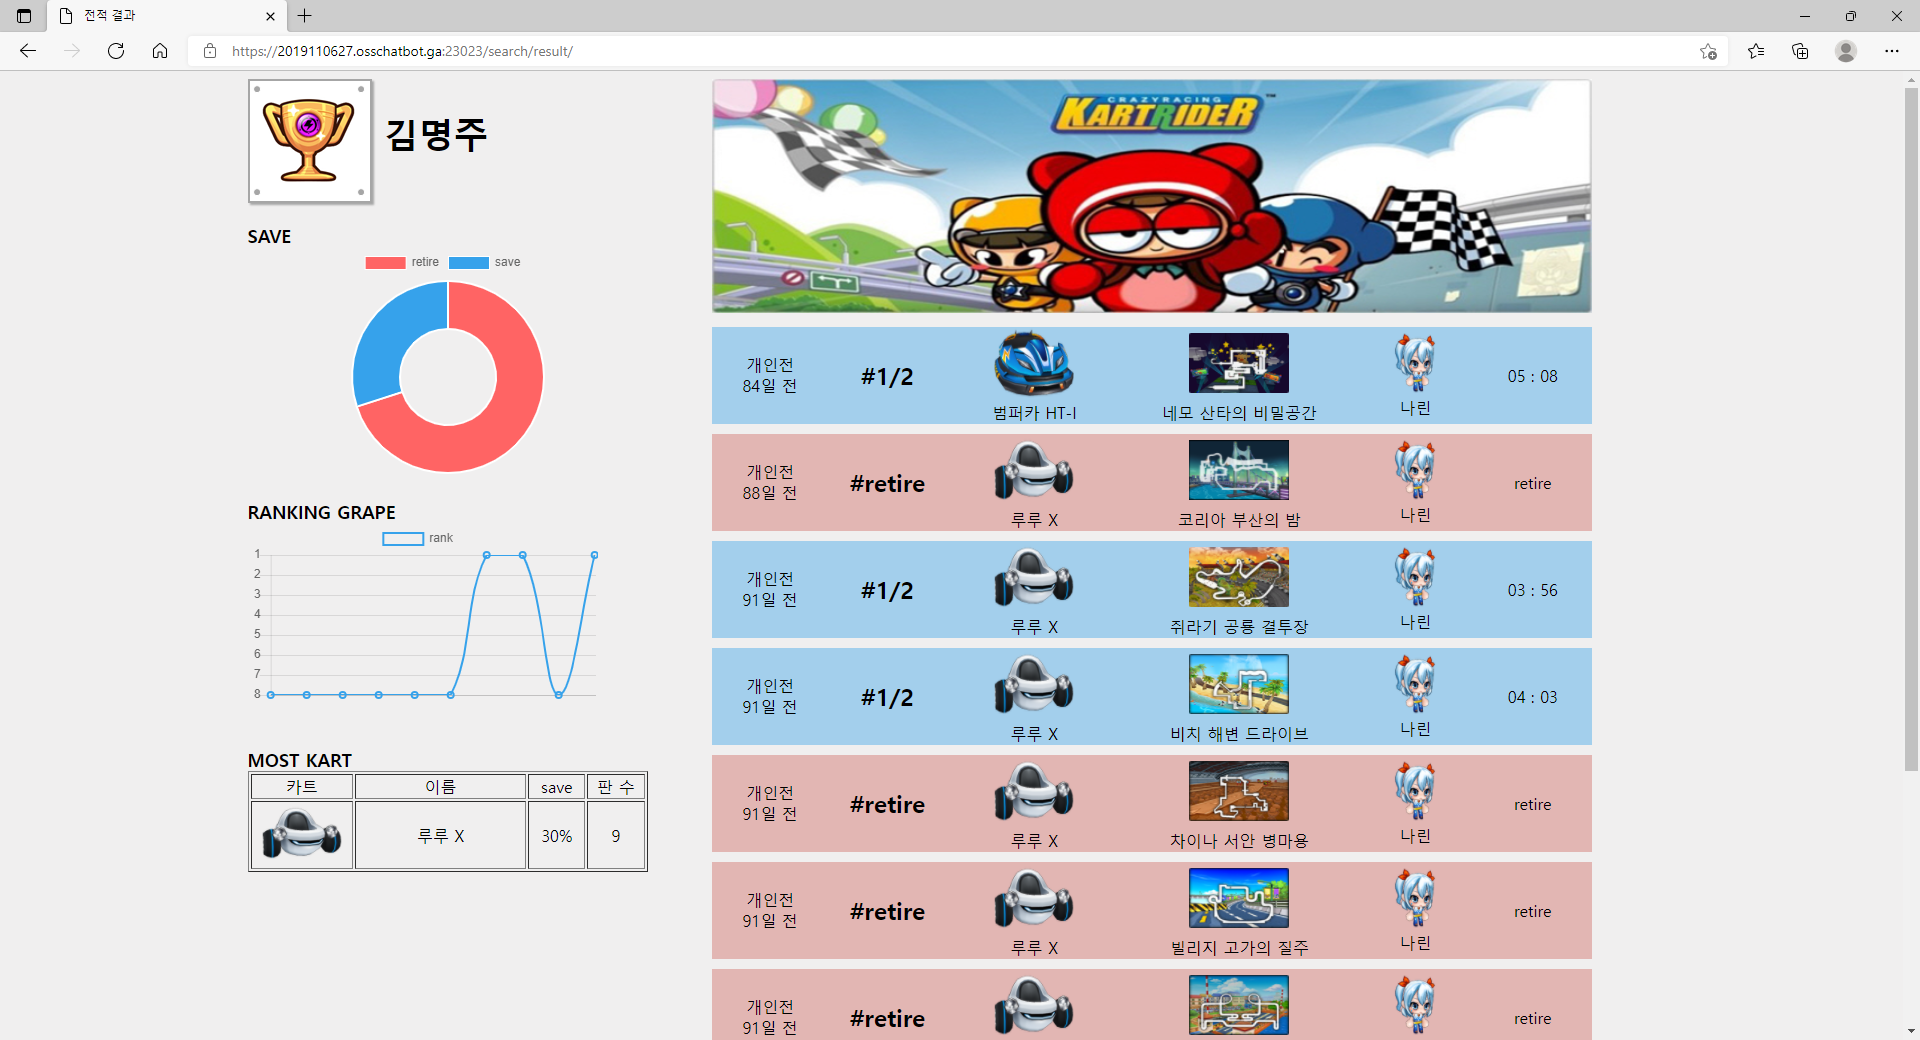 전적 결과
https://2019110627.osschatbot.ga:23023/search/result/
김명주
SAVE
retire save
RANKING GRAPE
rank
1
2
3
4
5
6
7
8
MOST KART
카트 이름 save 판 수
루루 X 30% 9
CRAZYRACING
KARTRIDER TM
개인전
84일 전
#1/2
범퍼카 HT-I
네모 산타의 비밀공간
나린
05 : 08
개인전
88일 전
#retire
루루 X
코리아 부산의 밤
나린
retire
개인전
91일 전
#1/2
루루 X
쥐라기 공룡 결투장
나린
03 : 56
개인전
91일 전
#1/2
루루 X
비치 해변 드라이브
나린
04 : 03
개인전
91일 전
#retire
루루 X
차이나 서안 병마용
나린
retire
개인전
91일 전
#retire
루루 X
빌리지 고가의 질주
나린
retire
개인전
91일 전
#retire
retire